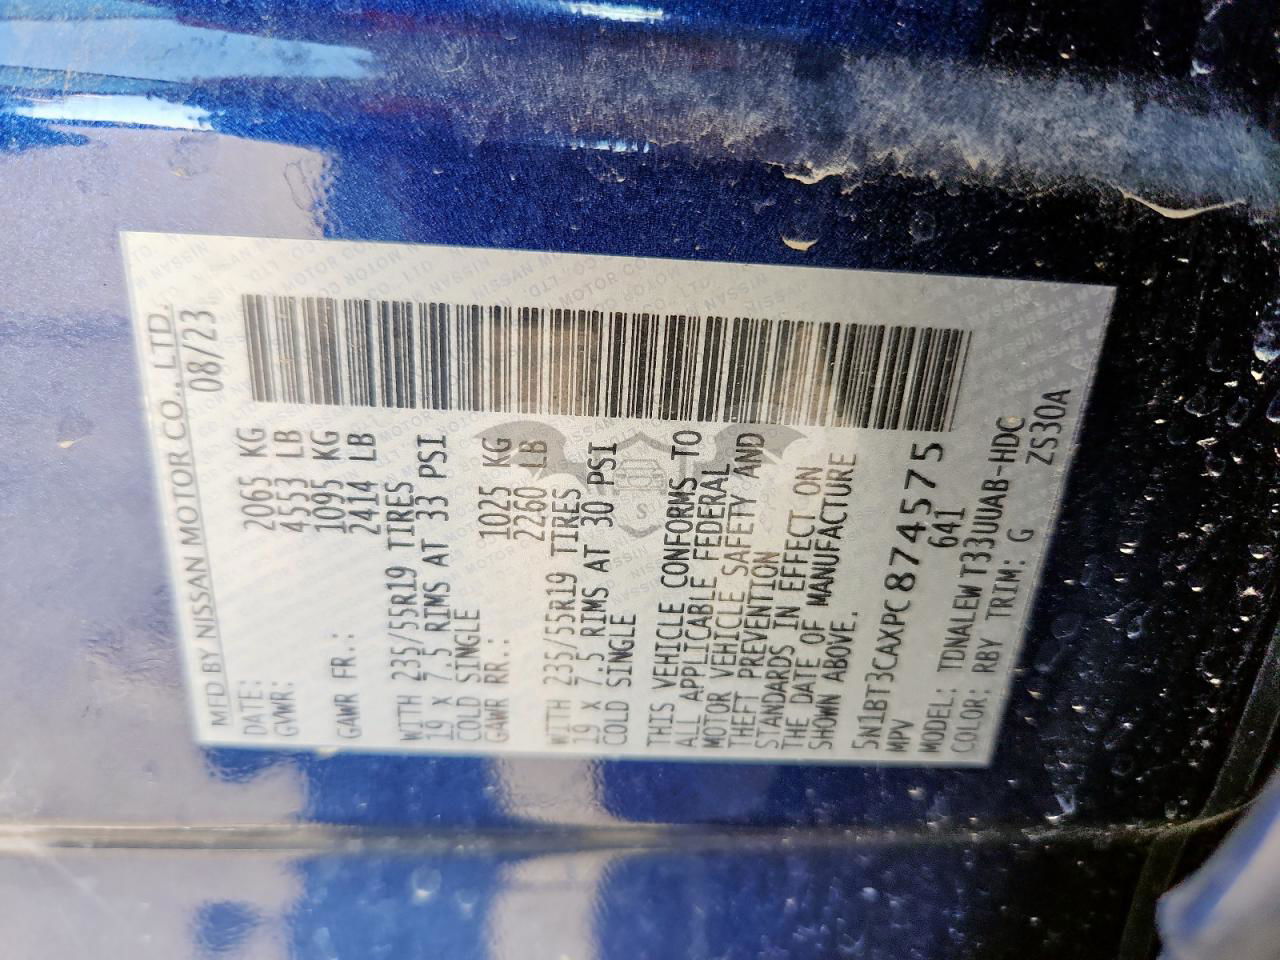 MFD BY NISSAN MOTOR CO., LTD.
DATE: 08/23
GVWR: 2065 KG
4553 LB
GAWR FR.: 1095 KG
2414 LB
WITH 235/55R19 TIRES
19 X 7.5 RIMS AT 33 PSI
COLD SINGLE
GAWR RR.: 1025 KG
2260 LB
WITH 235/55R19 TIRES
19 X 7.5 RIMS AT 30 PSI
COLD SINGLE
THIS VEHICLE CONFORMS TO
ALL APPLICABLE FEDERAL
MOTOR VEHICLE SAFETY AND
THEFT PREVENTION
STANDARDS IN EFFECT ON
THE DATE OF MANUFACTURE
SHOWN ABOVE.
5N1BT3CAXPC874575
MPV 641
MODEL: TDNALEWT33UUAB-HDC
COLOR: RBY TRIM: G ZS30A